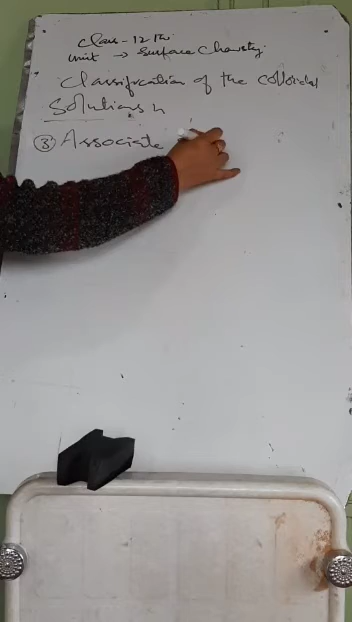 Class-12th
Unit → Surface Chemistry
Classification of the colloidal
Solutions
③ Associate